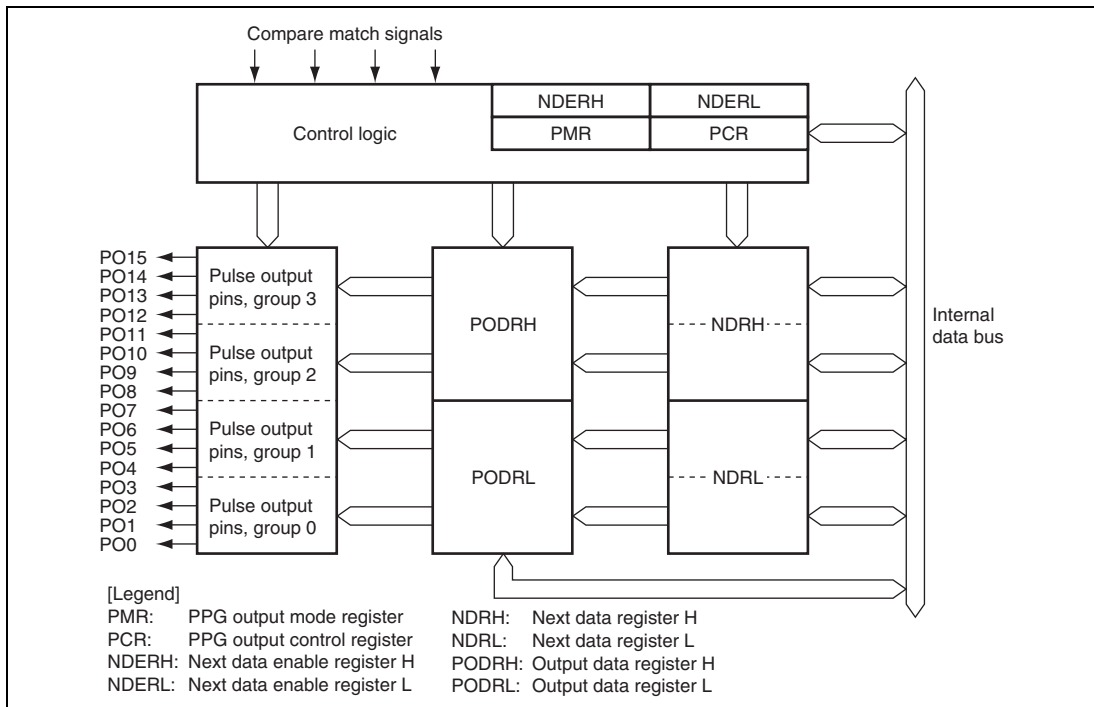 Compare match signals
NDERH NDERL
Control logic PMR PCR
PO15
PO14
PO13
PO12
PO11
PO10
PO9
PO8
PO7
PO6
PO5
PO4
PO3
PO2
PO1
PO0
Pulse output
pins, group 3
Pulse output
pins, group 2
Pulse output
pins, group 1
Pulse output
pins, group 0
PODRH
PODRL
NDRH
NDRL
Internal
data bus
[Legend]
PMR: PPG output mode register
PCR: PPG output control register
NDERH: Next data enable register H
NDERL: Next data enable register L
NDRH: Next data register H
NDRL: Next data register L
PODRH: Output data register H
PODRL: Output data register L